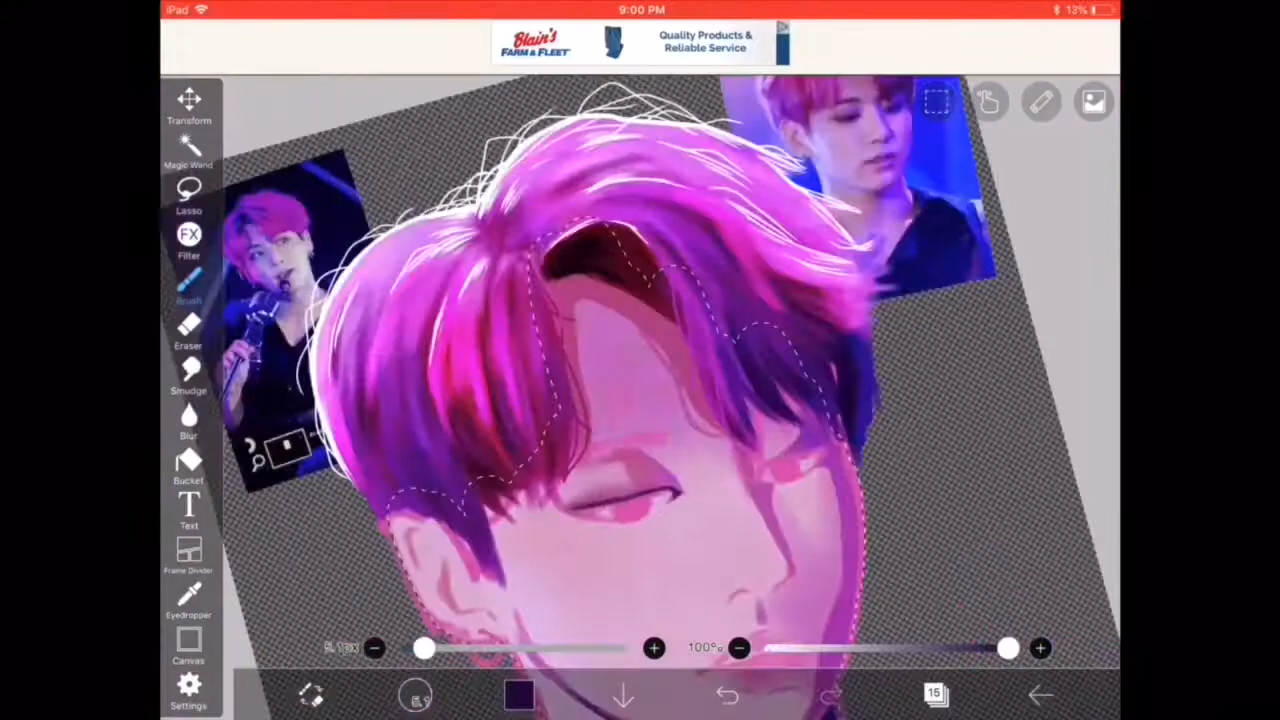 iPad
9:00 PM
13%
Blain's
FARM & FLEET
Quality Products &
Reliable Service
Transform
Magic Wand
Lasso
FX
Filter
Brush
Eraser
Smudge
Blur
Bucket
T
Text
Frame Divider
Eyedropper
Canvas
Settings
100%
15